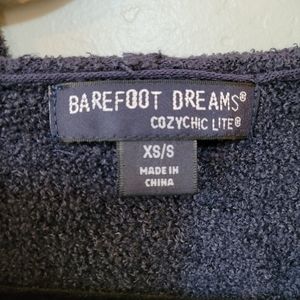 BAREFOOT DREAMS®
COZYCHIC LITE®
XS/S
MADE IN
CHINA